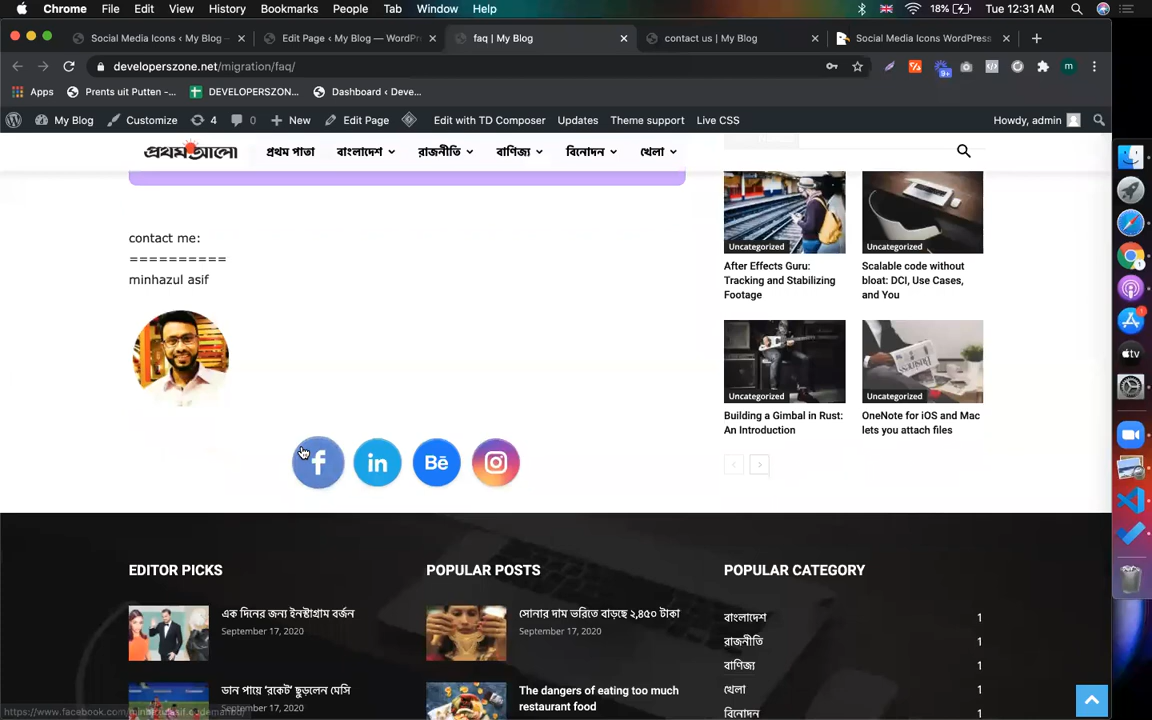 Chrome File Edit View History Bookmarks People Tab Window Help 18% Tue 12:31 AM
Social Media Icons ‹ My Blog –
Edit Page ‹ My Blog — WordPr
faq | My Blog
contact us | My Blog
Social Media Icons WordPress
developerszone.net/migration/faq/
9+
m
Apps Prents uit Putten -... DEVELOPERSZON... Dashboard ‹ Deve...
My Blog Customize 4 0 New Edit Page Edit with TD Composer Updates Theme support Live CSS Howdy, admin
প্রথম আলো
প্রথম পাতা বাংলাদেশ রাজনীতি বাণিজ্য বিনোদন খেলা
contact me:
==========
minhazul asif
f in Bē
Uncategorized
After Effects Guru:
Tracking and Stabilizing
Footage
Uncategorized
Scalable code without
bloat: DCI, Use Cases,
and You
Uncategorized
Building a Gimbal in Rust:
An Introduction
Uncategorized
OneNote for iOS and Mac
lets you attach files
EDITOR PICKS
এক দিনের জন্য ইনস্টাগ্রাম বর্জন
September 17, 2020
ডান পায়ে ‘রকেট’ ছুড়লেন মেসি
September 17, 2020
POPULAR POSTS
সোনার দাম ভরিতে বাড়ছে ২,৪৫০ টাকা
September 17, 2020
The dangers of eating too much
restaurant food
POPULAR CATEGORY
বাংলাদেশ 1
রাজনীতি 1
বাণিজ্য 1
খেলা 1
বিনোদন 1
tv
1